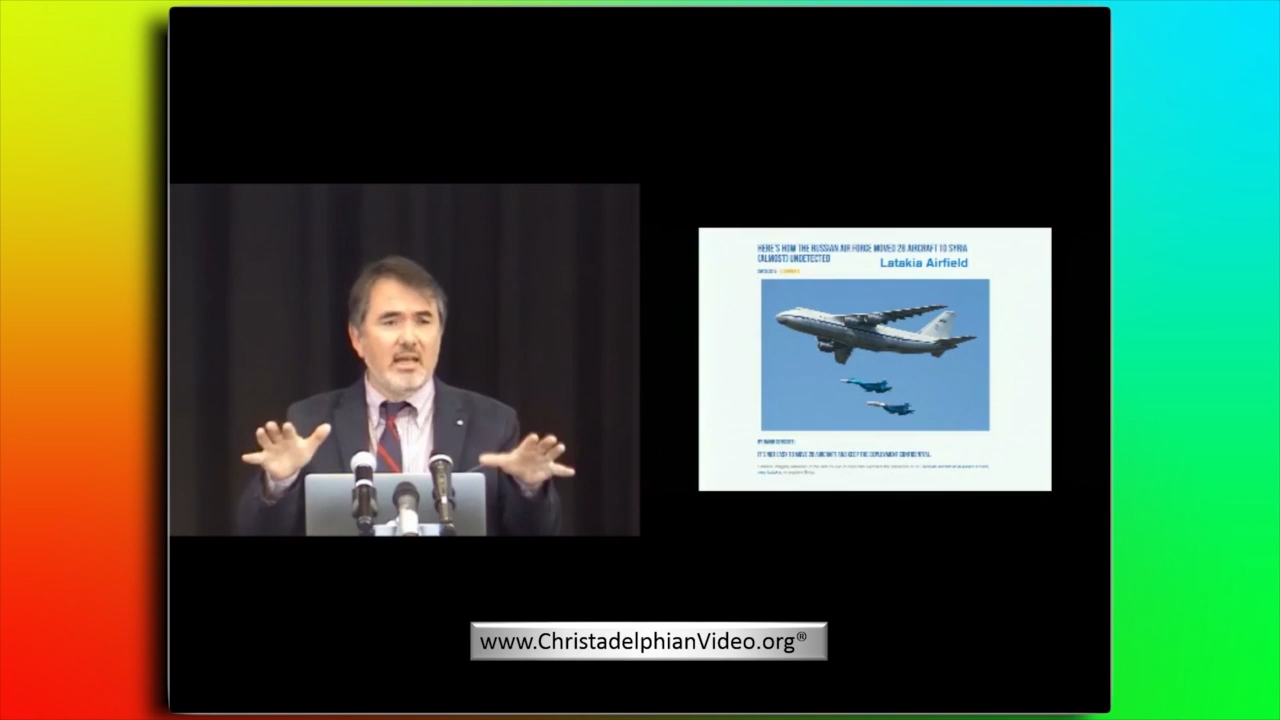 HERE'S HOW THE RUSSIAN AIR FORCE MOVED 28 AIRCRAFT TO SYRIA
(ALMOST) UNDETECTED
Latakia Airfield
IT'S NOT EASY TO MOVE 28 AIRCRAFT AND KEEP THE DEPLOYMENT CONFIDENTIAL.
www.ChristadelphianVideo.org®